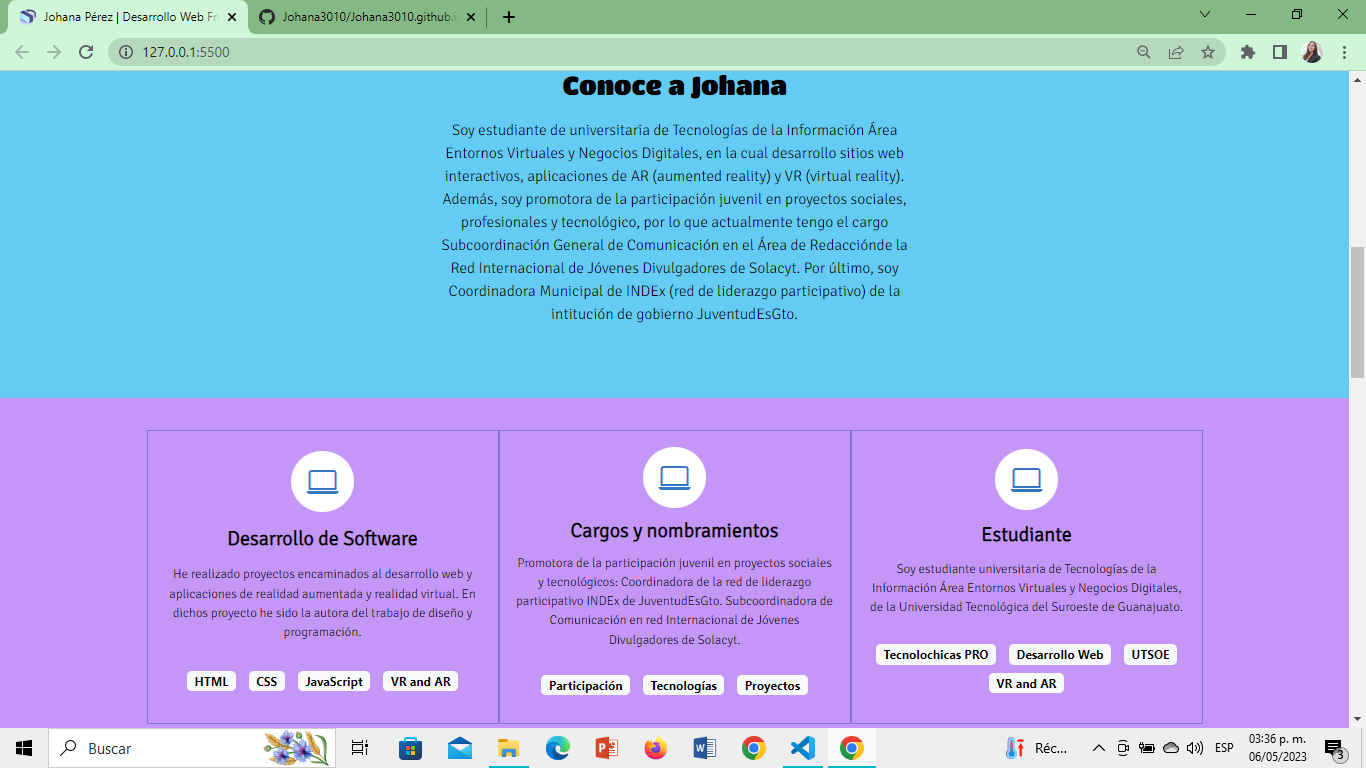 Johana Pérez | Desarrollo Web Fr
Johana3010/Johana3010.github.i
127.0.0.1:5500
Conoce a Johana
Soy estudiante de universitaria de Tecnologías de la Información Área
Entornos Virtuales y Negocios Digitales, en la cual desarrollo sitios web
interactivos, aplicaciones de AR (aumented reality) y VR (virtual reality).
Además, soy promotora de la participación juvenil en proyectos sociales,
profesionales y tecnológico, por lo que actualmente tengo el cargo
Subcoordinación General de Comunicación en el Área de Redacciónde la
Red Internacional de Jóvenes Divulgadores de Solacyt. Por último, soy
Coordinadora Municipal de INDEx (red de liderazgo participativo) de la
intitución de gobierno JuventudEsGto.
Desarrollo de Software
He realizado proyectos encaminados al desarrollo web y
aplicaciones de realidad aumentada y realidad virtual. En
dichos proyecto he sido la autora del trabajo de diseño y
programación.
HTML CSS JavaScript VR and AR
Cargos y nombramientos
Promotora de la participación juvenil en proyectos sociales
y tecnológicos: Coordinadora de la red de liderazgo
participativo INDEx de JuventudEsGto. Subcoordinadora de
Comunicación en red Internacional de Jóvenes
Divulgadores de Solacyt.
Participación Tecnologías Proyectos
Estudiante
Soy estudiante universitaria de Tecnologías de la
Información Área Entornos Virtuales y Negocios Digitales,
de la Universidad Tecnológica del Suroeste de Guanajuato.
Tecnolochicas PRO Desarrollo Web UTSOE
VR and AR
Buscar
Réc...
ESP
03:36 p. m.
06/05/2023
3